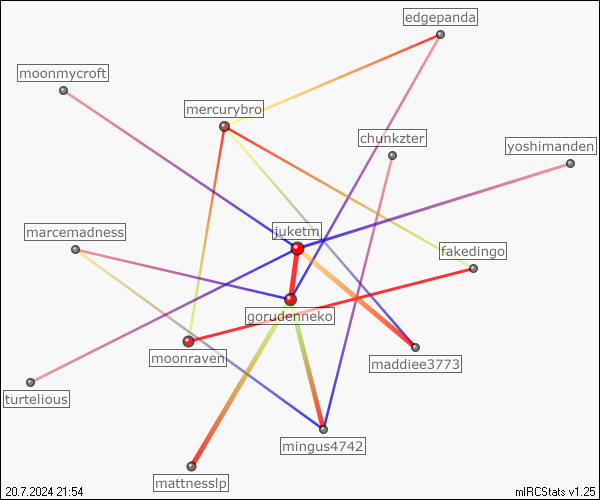 edgepanda
moonmycroft
mercurybro
chunkzter
yoshimanden
marcemadness
juketm
fakedingo
gorudenneko
moonraven
maddiee3773
turtelious
mingus4742
mattnesslp
20.7.2024 21:54
mIRCStats v1.25